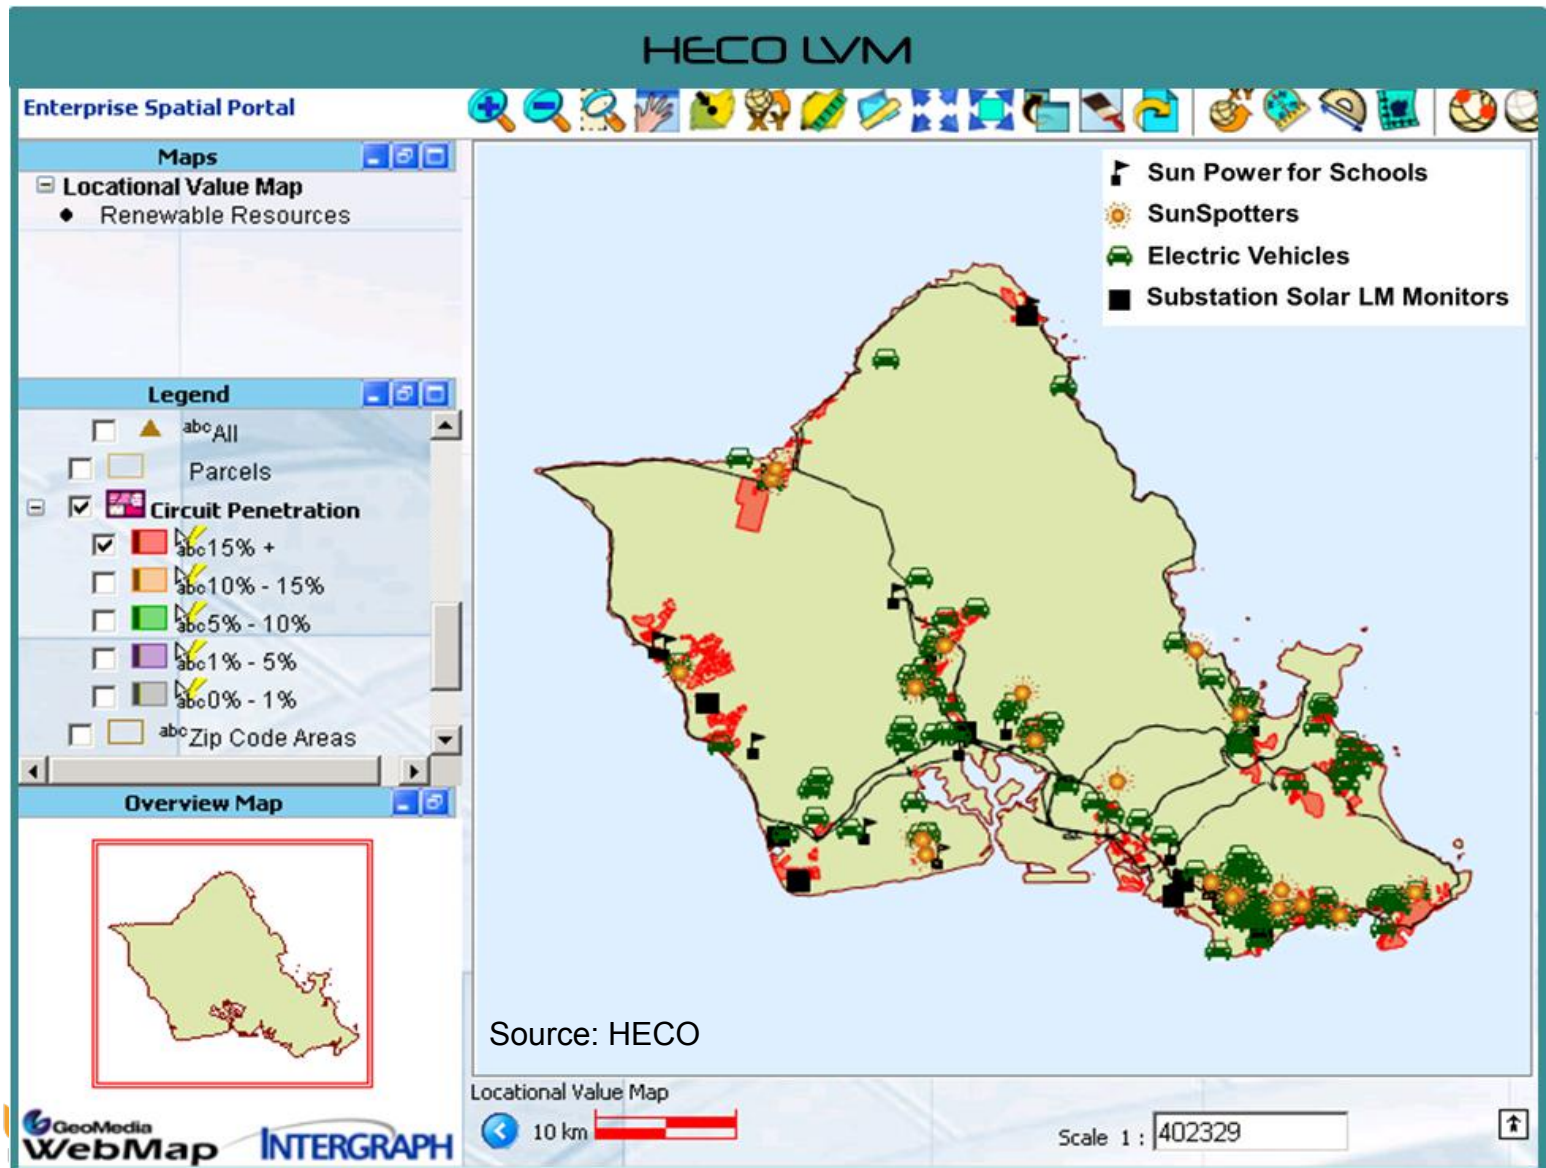 HECO LVM
Enterprise Spatial Portal
XY
XY
Maps
Locational Value Map
Renewable Resources
Legend
abc All
Parcels
Circuit Penetration
abc 15% +
abc 10% - 15%
abc 5% - 10%
abc 1% - 5%
abc 0% - 1%
abc Zip Code Areas
Overview Map
GeoMedia
WebMap
INTERGRAPH
Sun Power for Schools
SunSpotters
Electric Vehicles
Substation Solar LM Monitors
Source: HECO
Locational Value Map
10 km
Scale 1 : 402329